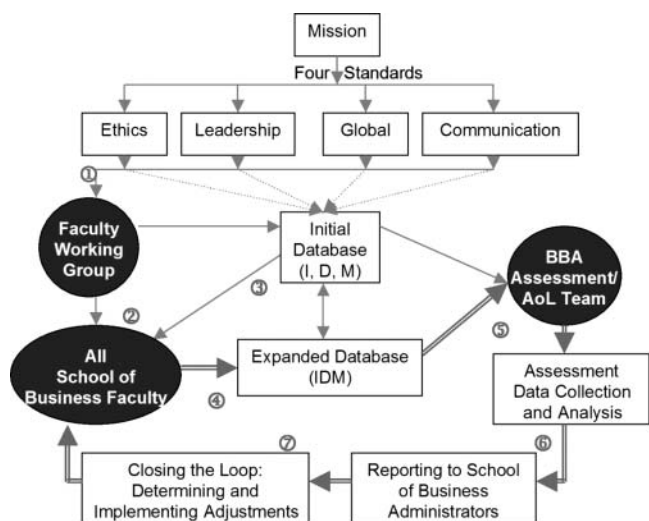 Mission
Four Standards
Ethics
Leadership
Global
Communication
①
Faculty
Working
Group
Initial
Database
(I, D, M)
BBA
Assessment/
AoL Team
②
③
All
School of
Business Faculty
④
Expanded Database
(IDM)
⑤
Assessment
Data Collection
and Analysis
⑥
⑦
Closing the Loop:
Determining and
Implementing Adjustments
Reporting to School
of Business
Administrators